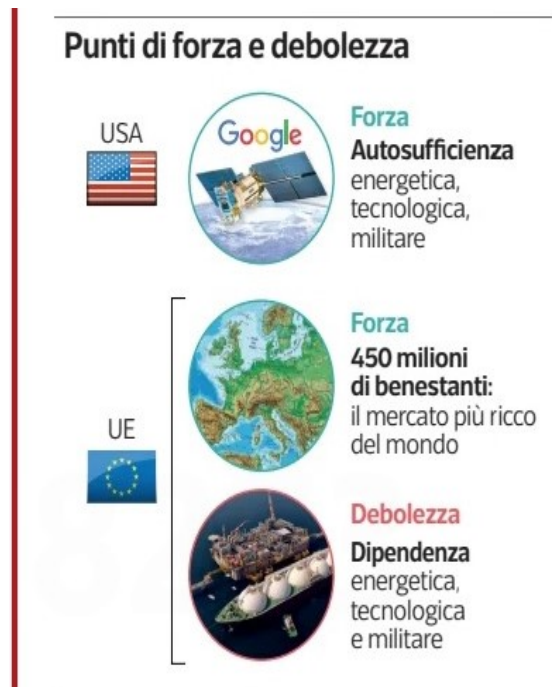 Punti di forza e debolezza
USA
Google
Forza
Autosufficienza
energetica,
tecnologica,
militare
UE
Forza
450 milioni
di benestanti:
il mercato più ricco
del mondo
Debolezza
Dipendenza
energetica,
tecnologica
e militare